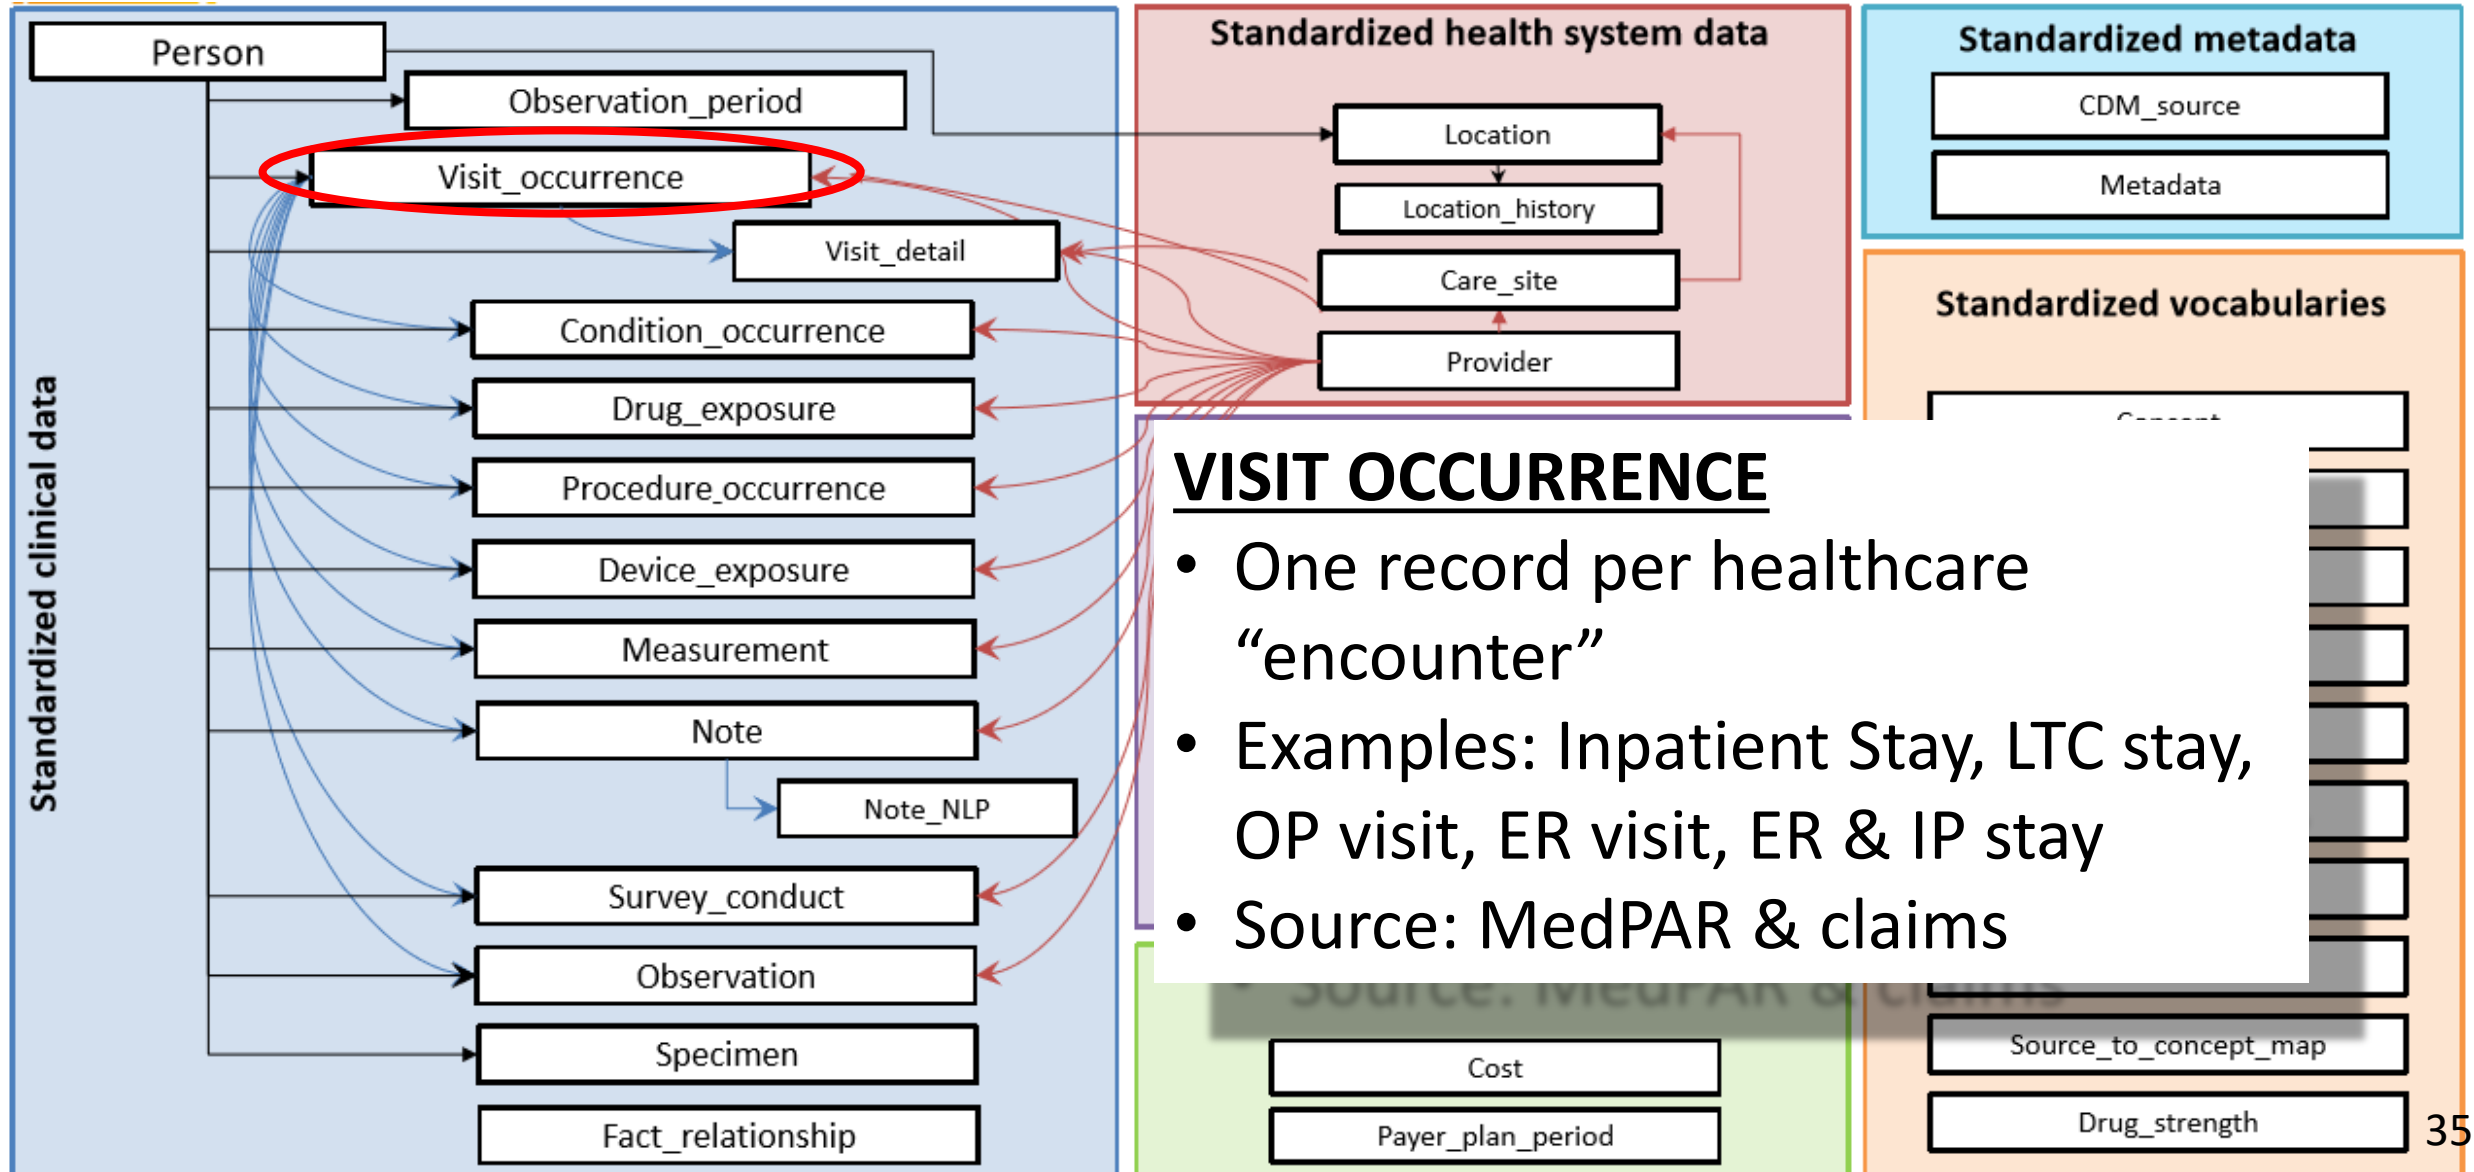 Person
Observation_period
Visit_occurrence
Visit_detail
Condition_occurrence
Drug_exposure
Procedure_occurrence
Device_exposure
Measurement
Note
Note_NLP
Survey_conduct
Observation
Specimen
Fact_relationship
Standardized clinical data
Standardized health system data
Location
Location_history
Care_site
Provider
Standardized metadata
CDM_source
Metadata
Standardized vocabularies
Concept
VISIT OCCURRENCE
• One record per healthcare
“encounter”
• Examples: Inpatient Stay, LTC stay,
OP visit, ER visit, ER & IP stay
• Source: MedPAR & claims
Cost
Payer_plan_period
Source_to_concept_map
Drug_strength
35